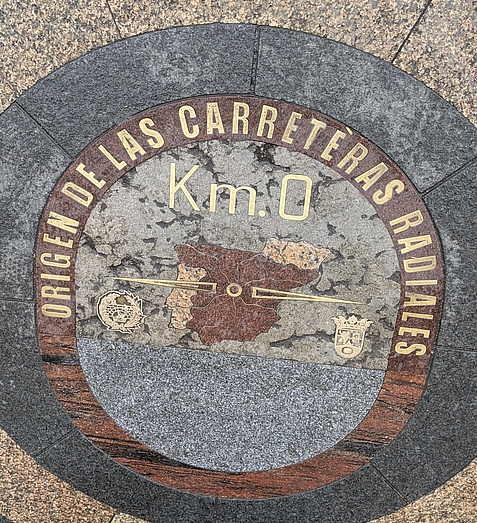 ORIGEN DE LAS CARRETERAS RADIALES
Km. 0